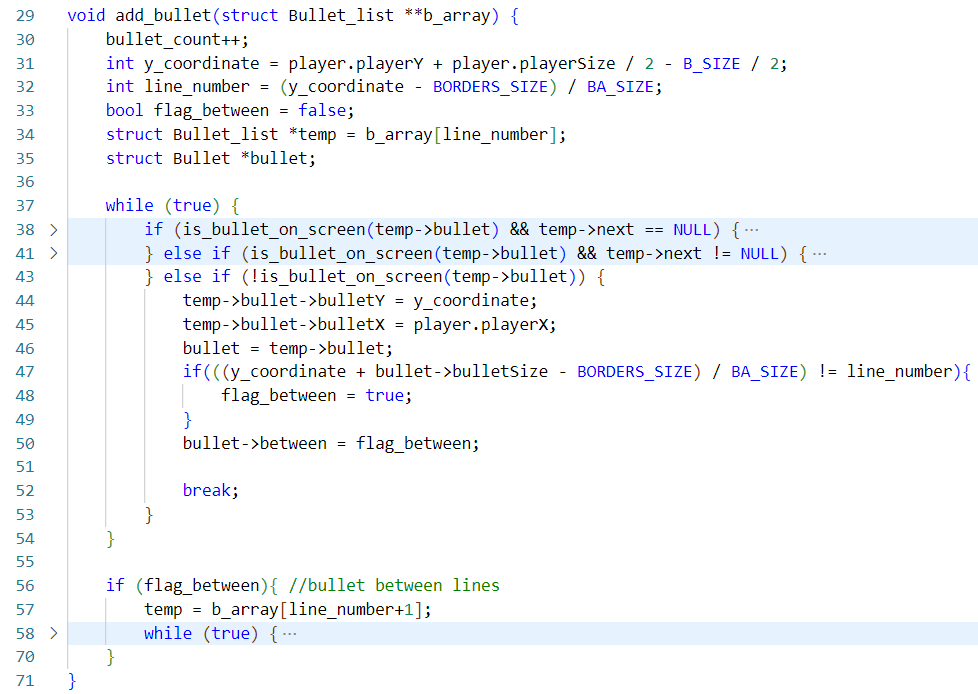 29 void add_bullet(struct Bullet_list **b_array) {
30     bullet_count++;
31     int y_coordinate = player.playerY + player.playerSize / 2 - B_SIZE / 2;
32     int line_number = (y_coordinate - BORDERS_SIZE) / BA_SIZE;
33     bool flag_between = false;
34     struct Bullet_list *temp = b_array[line_number];
35     struct Bullet *bullet;
36
37     while (true) {
38 >         if (is_bullet_on_screen(temp->bullet) && temp->next == NULL) {···
41 >         } else if (is_bullet_on_screen(temp->bullet) && temp->next != NULL) {···
43         } else if (!is_bullet_on_screen(temp->bullet)) {
44             temp->bullet->bulletY = y_coordinate;
45             temp->bullet->bulletX = player.playerX;
46             bullet = temp->bullet;
47             if(((y_coordinate + bullet->bulletSize - BORDERS_SIZE) / BA_SIZE) != line_number){
48                 flag_between = true;
49             }
50             bullet->between = flag_between;
51
52             break;
53         }
54     }
55
56     if (flag_between){ //bullet between lines
57         temp = b_array[line_number+1];
58 >         while (true) {···
70     }
71 }